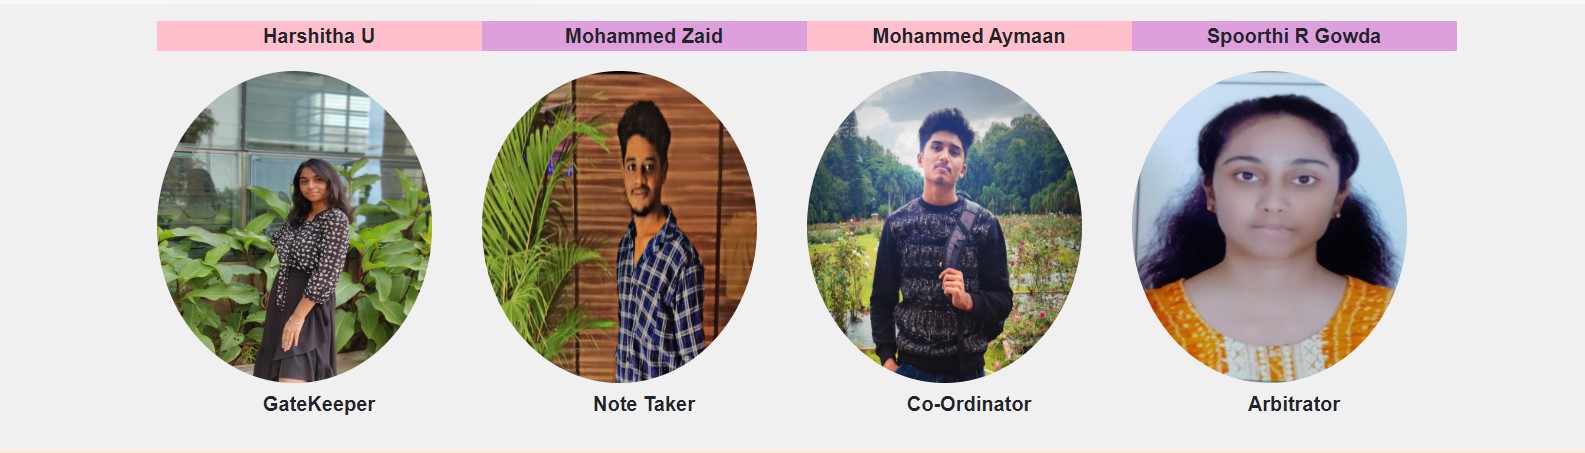 Harshitha U
Mohammed Zaid
Mohammed Aymaan
Spoorthi R Gowda
GateKeeper
Note Taker
Co-Ordinator
Arbitrator